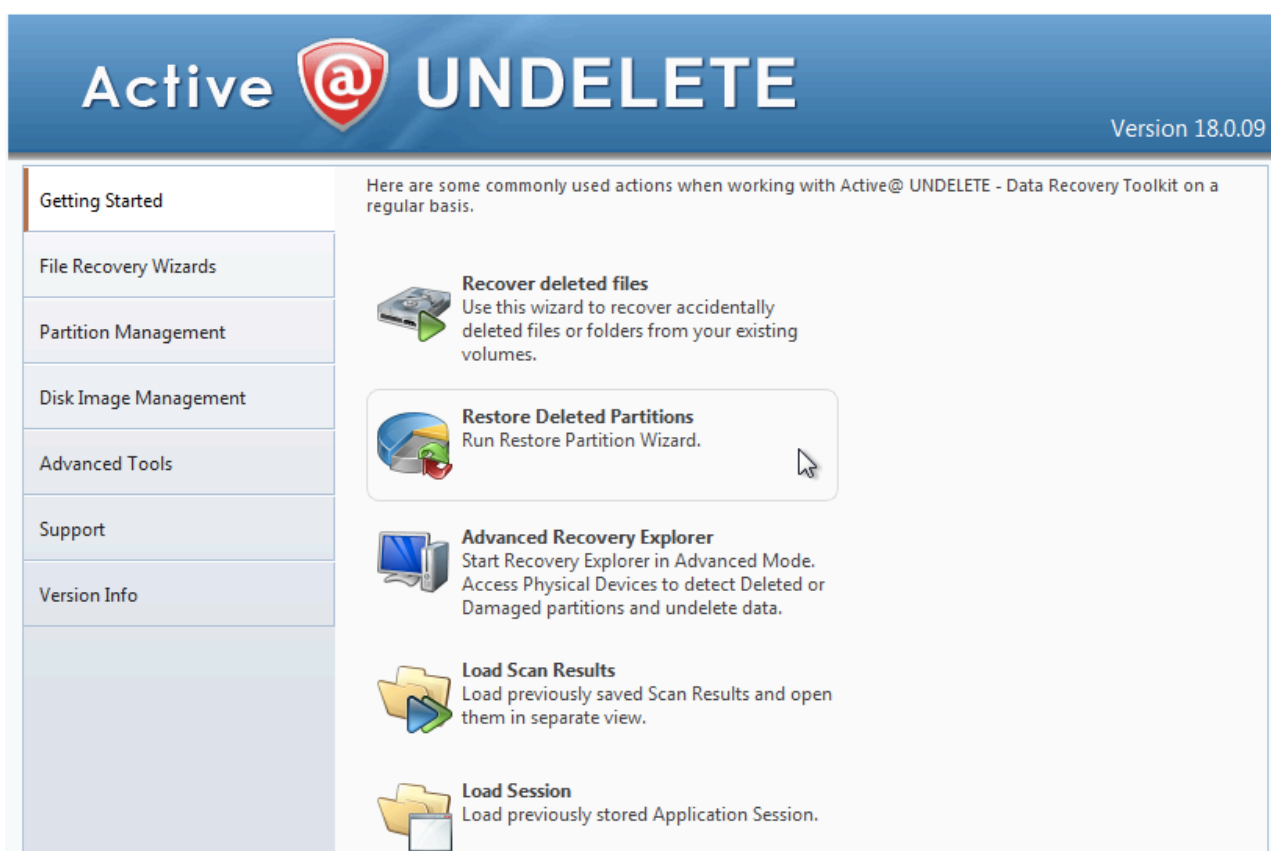 Active @ UNDELETE
Version 18.0.09
Getting Started
File Recovery Wizards
Partition Management
Disk Image Management
Advanced Tools
Support
Version Info
Here are some commonly used actions when working with Active@ UNDELETE - Data Recovery Toolkit on a
regular basis.
Recover deleted files
Use this wizard to recover accidentally
deleted files or folders from your existing
volumes.
Restore Deleted Partitions
Run Restore Partition Wizard.
Advanced Recovery Explorer
Start Recovery Explorer in Advanced Mode.
Access Physical Devices to detect Deleted or
Damaged partitions and undelete data.
Load Scan Results
Load previously saved Scan Results and open
them in separate view.
Load Session
Load previously stored Application Session.